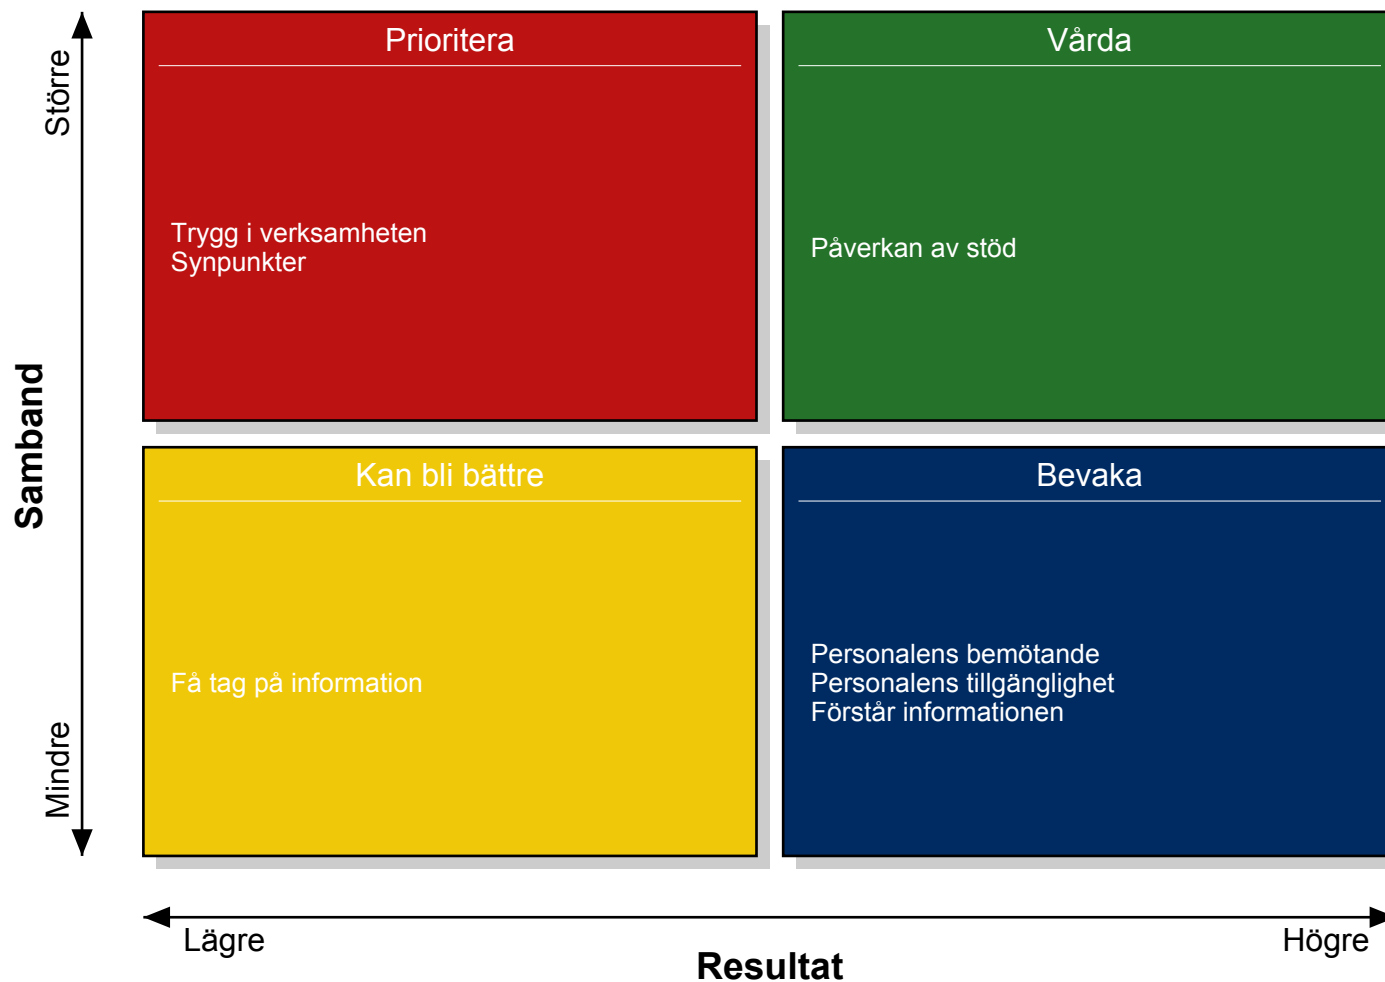 Prioritera
Vårda
Större
Trygg i verksamheten
Synpunkter
Påverkan av stöd
Samband
Kan bli bättre
Bevaka
Få tag på information
Personalens bemötande
Personalens tillgänglighet
Förstår informationen
Mindre
Lägre
Högre
Resultat